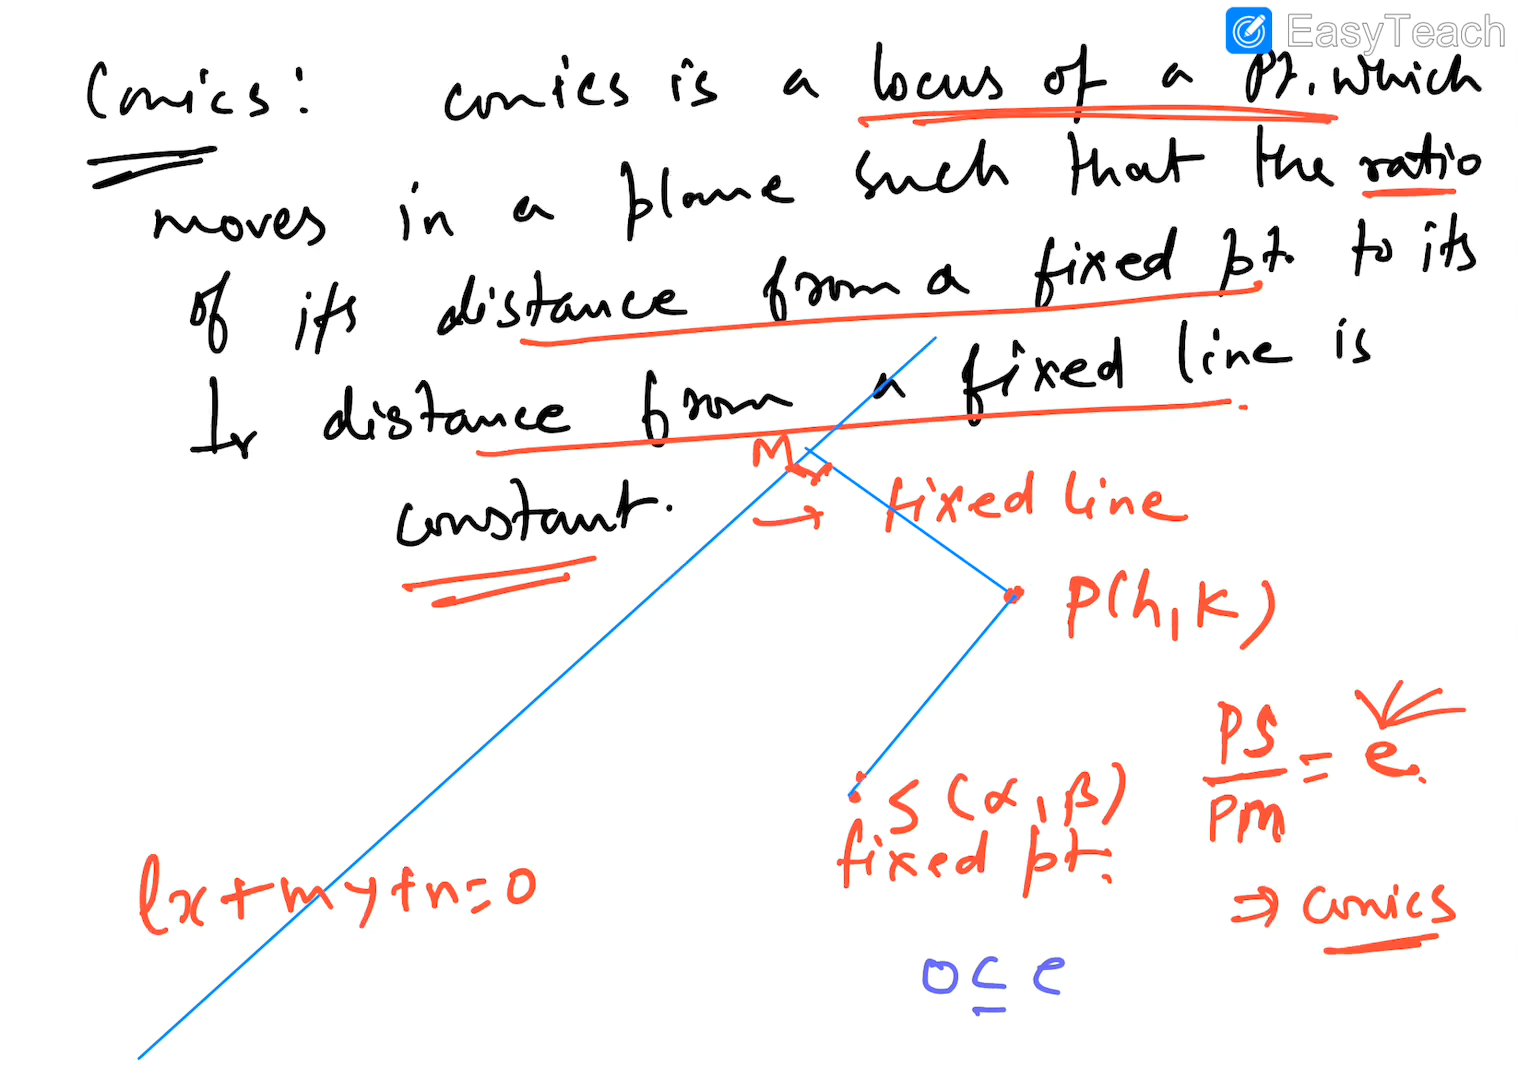 EasyTeach
Conics: conics is a locus of a pt. which
moves in a plane such that the ratio
of its distance from a fixed pt. to its
⊥r distance from a fixed line is
constant.
M
→ fixed line
P(h,k)
PS/PM = e.
S(α,β)
fixed pt.
lx+my+n=0
⇒ conics
0 ≤ e